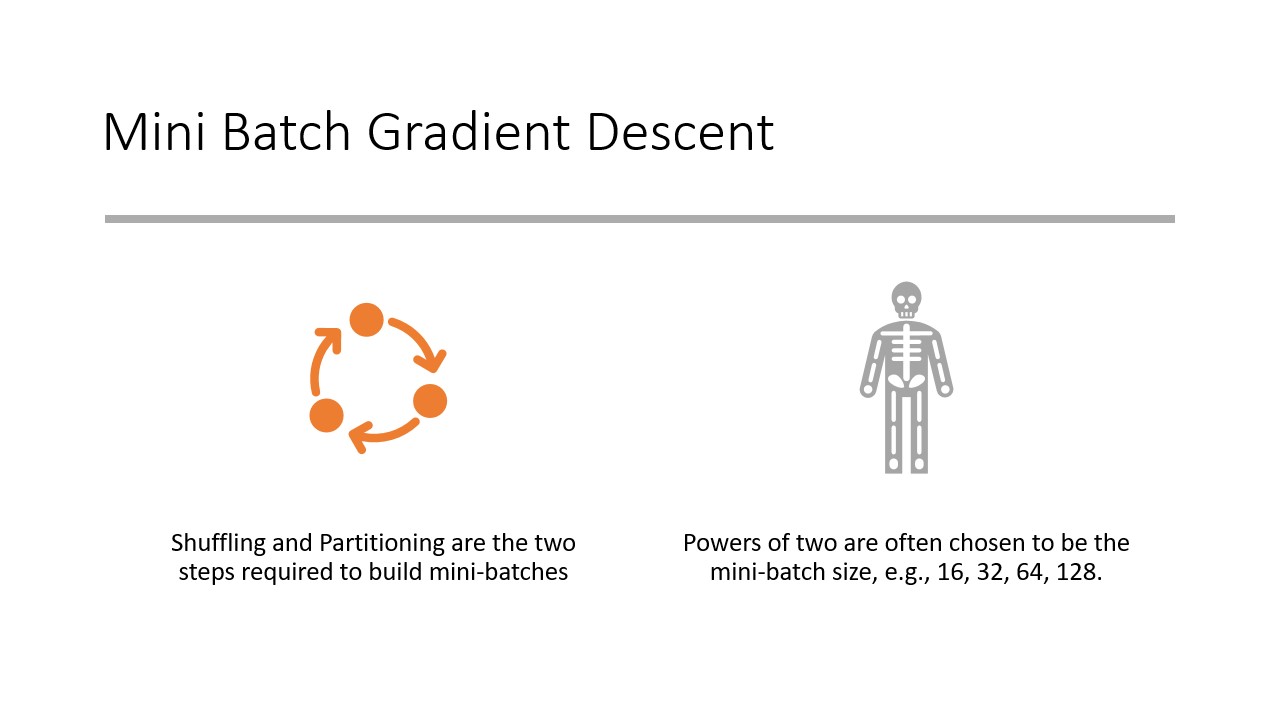 Mini Batch Gradient Descent
Shuffling and Partitioning are the two
steps required to build mini-batches
Powers of two are often chosen to be the
mini-batch size, e.g., 16, 32, 64, 128.